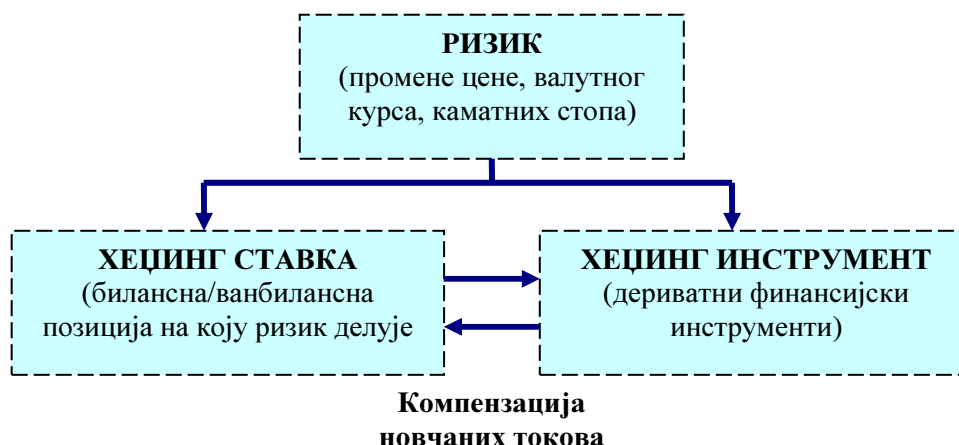 РИЗИК
(промене цене, валутног
курса, каматних стопа)
ХЕЏИНГ СТАВКА
(билансна/ванбилансна
позиција на коју ризик делује
ХЕЏИНГ ИНСТРУМЕНТ
(дериватни финансијски
инструменти)
Компензација
новчаних токова